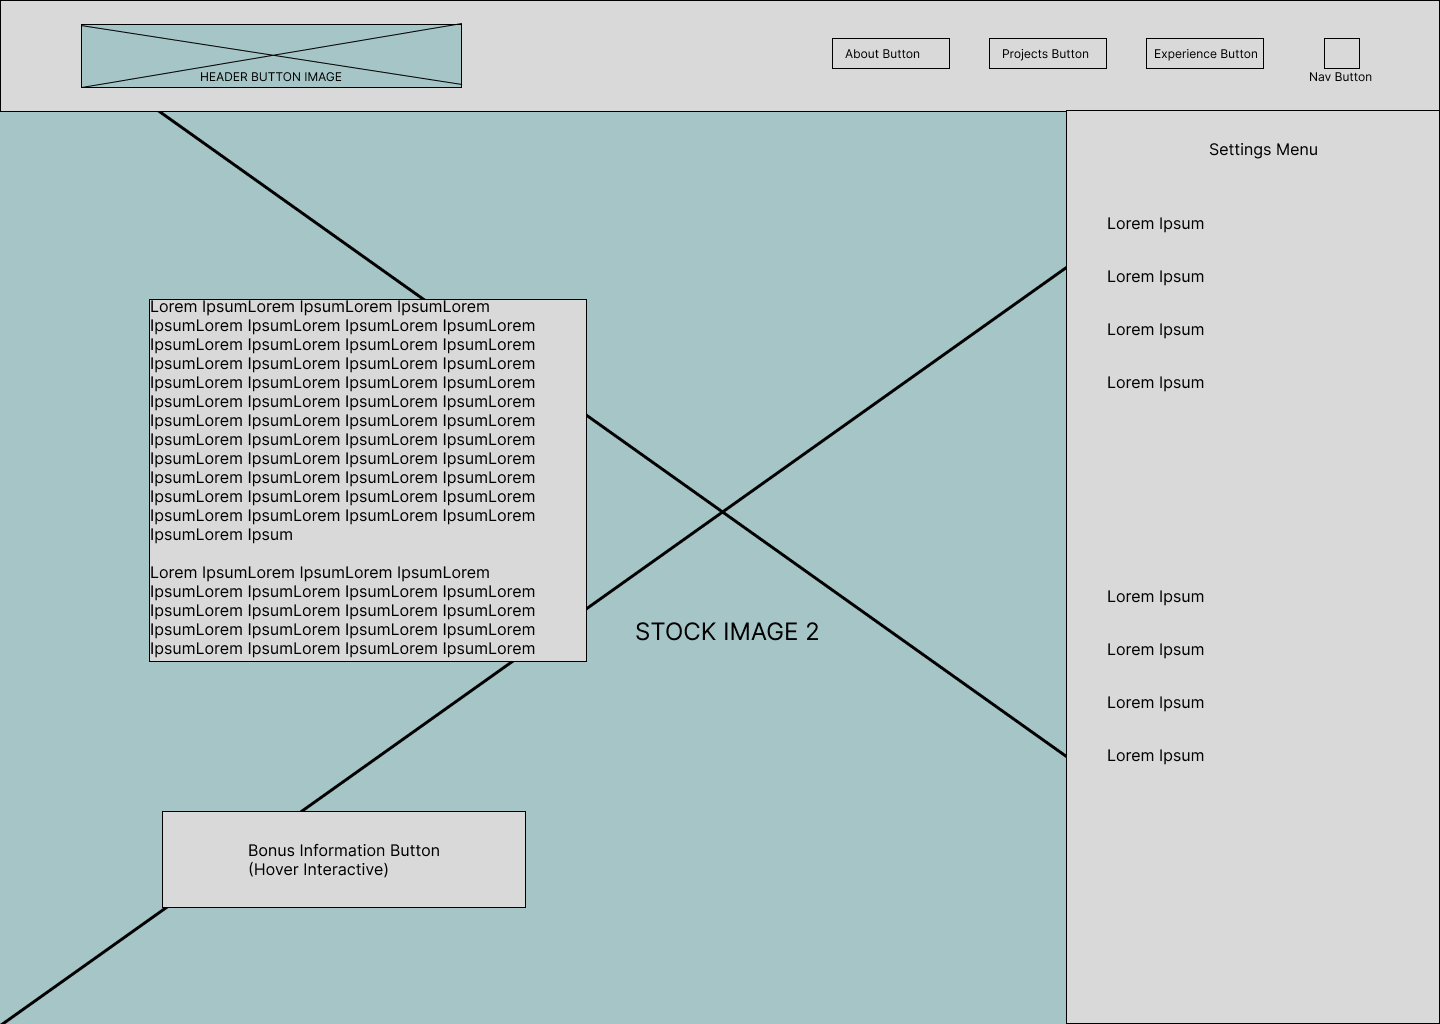 HEADER BUTTON IMAGE
About Button
Projects Button
Experience Button
Nav Button
Settings Menu
Lorem Ipsum
Lorem Ipsum
Lorem Ipsum
Lorem Ipsum
Lorem Ipsum
Lorem Ipsum
Lorem Ipsum
Lorem Ipsum
Lorem IpsumLorem IpsumLorem IpsumLorem
IpsumLorem IpsumLorem IpsumLorem IpsumLorem
IpsumLorem IpsumLorem IpsumLorem IpsumLorem
IpsumLorem IpsumLorem IpsumLorem IpsumLorem
IpsumLorem IpsumLorem IpsumLorem IpsumLorem
IpsumLorem IpsumLorem IpsumLorem IpsumLorem
IpsumLorem IpsumLorem IpsumLorem IpsumLorem
IpsumLorem IpsumLorem IpsumLorem IpsumLorem
IpsumLorem IpsumLorem IpsumLorem IpsumLorem
IpsumLorem IpsumLorem IpsumLorem IpsumLorem
IpsumLorem IpsumLorem IpsumLorem IpsumLorem
IpsumLorem IpsumLorem IpsumLorem IpsumLorem
IpsumLorem Ipsum
Lorem IpsumLorem IpsumLorem IpsumLorem
IpsumLorem IpsumLorem IpsumLorem IpsumLorem
IpsumLorem IpsumLorem IpsumLorem IpsumLorem
IpsumLorem IpsumLorem IpsumLorem IpsumLorem
IpsumLorem IpsumLorem IpsumLorem IpsumLorem
STOCK IMAGE 2
Bonus Information Button
(Hover Interactive)